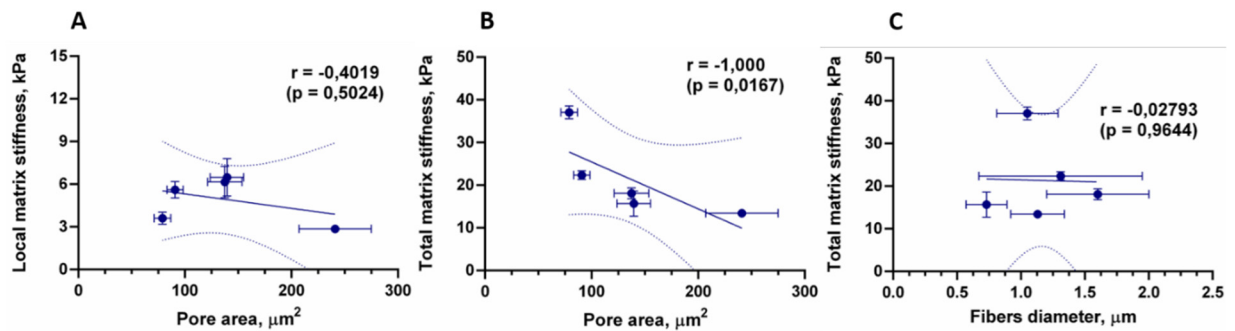 A
Local matrix stiffness, kPa
15
12
9
6
3
0
r = -0,4019
(p = 0,5024)
0 100 200 300
Pore area, μm²
B
Total matrix stiffness, kPa
50
40
30
20
10
0
r = -1,000
(p = 0,0167)
0 100 200 300
Pore area, μm²
C
Total matrix stiffness, kPa
50
40
30
20
10
0
r = -0,02793
(p = 0,9644)
0.0 0.5 1.0 1.5 2.0 2.5
Fibers diameter, μm